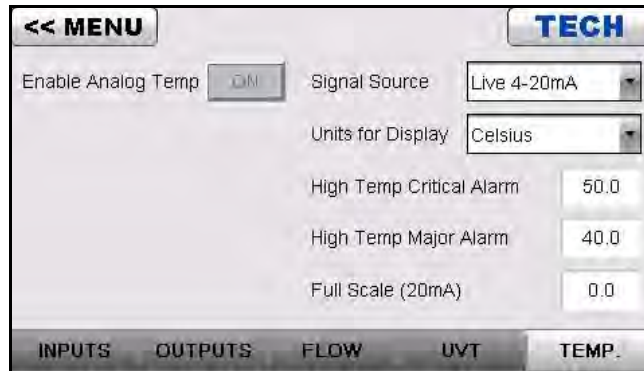 << MENU
TECH
Enable Analog Temp ON
Signal Source Live 4-20mA
Units for Display Celsius
High Temp Critical Alarm 50.0
High Temp Major Alarm 40.0
Full Scale (20mA) 0.0
INPUTS OUTPUTS FLOW UVT TEMP.